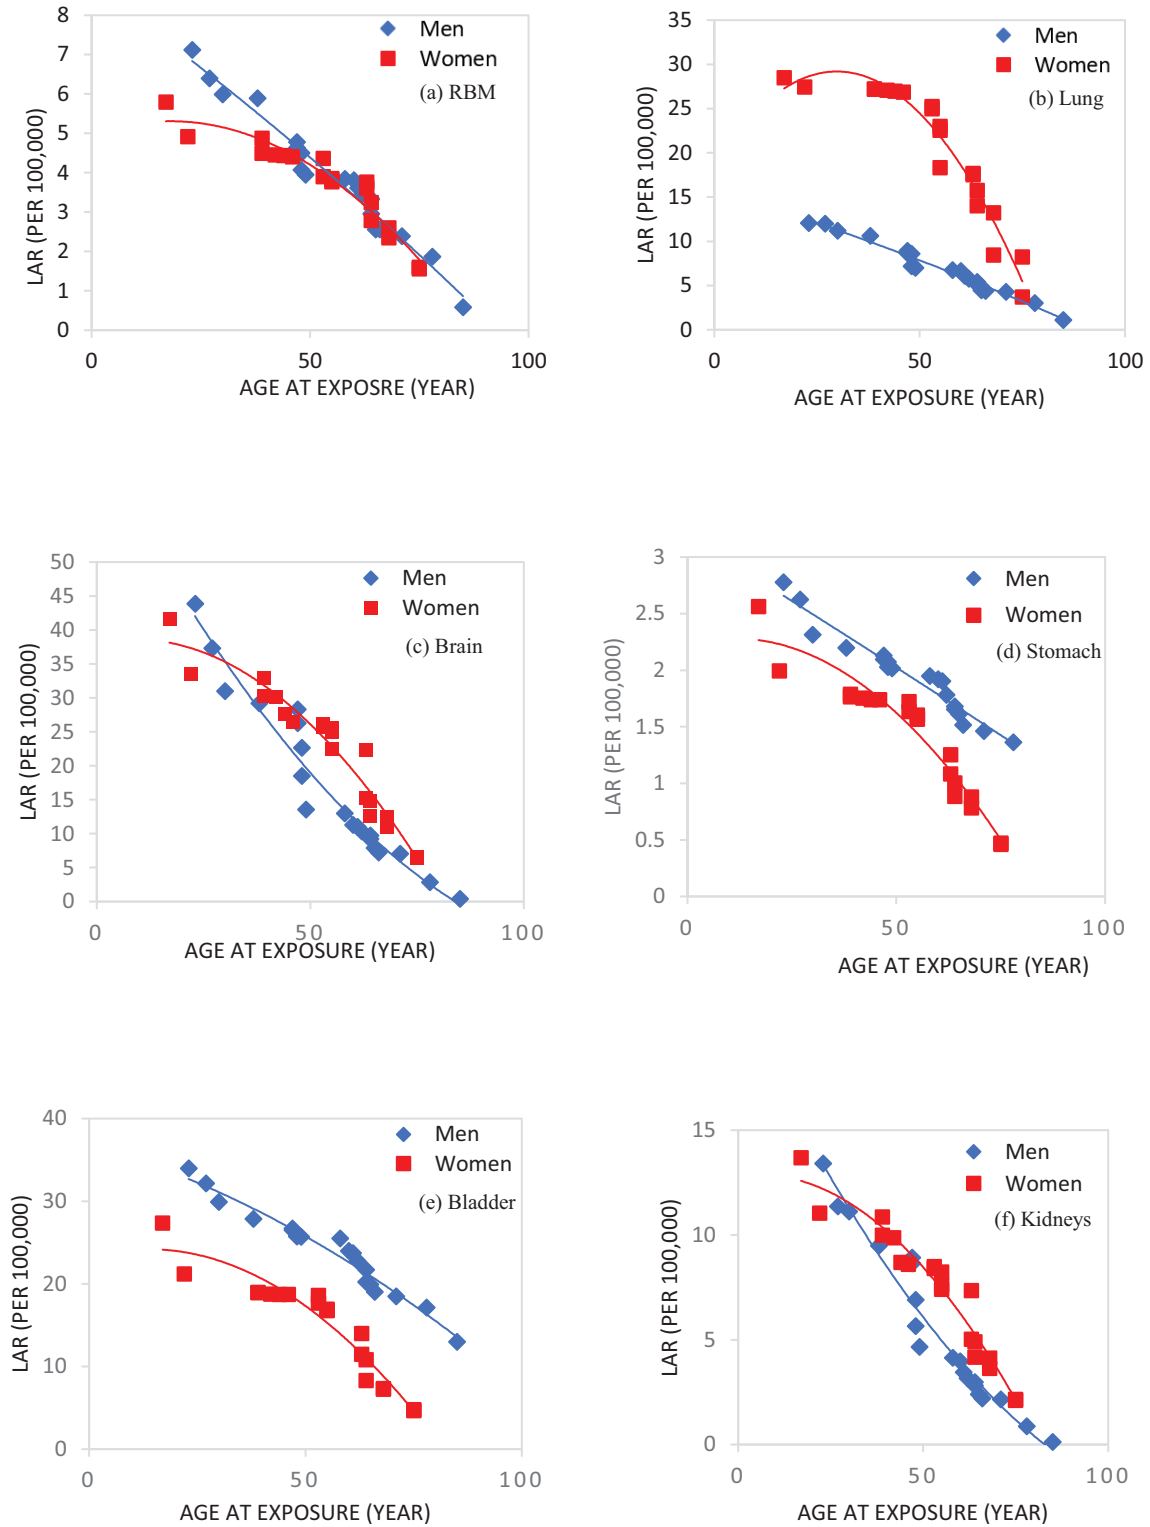 8
7
6
5
4
3
2
1
0
0
50
100
LAR (PER 100,000)
AGE AT EXPOSRE (YEAR)
Men
Women
(a) RBM
35
30
25
20
15
10
5
0
0
50
100
LAR (PER 100,000)
AGE AT EXPOSURE (YEAR)
Men
Women
(b) Lung
50
45
40
35
30
25
20
15
10
5
0
0
50
100
LAR (PER 100,000)
AGE AT EXPOSURE (YEAR)
Men
Women
(c) Brain
3
2.5
2
1.5
1
0.5
0
0
50
100
LAR (PER 100,000)
AGE AT EXPOSURE (YEAR)
Men
Women
(d) Stomach
40
30
20
10
0
0
50
100
LAR (PER 100,000)
AGE AT EXPOSURE (YEAR)
Men
Women
(e) Bladder
15
10
5
0
0
50
100
LAR (PER 100,000)
AGE AT EXPOSURE (YEAR)
Men
Women
(f) Kidneys